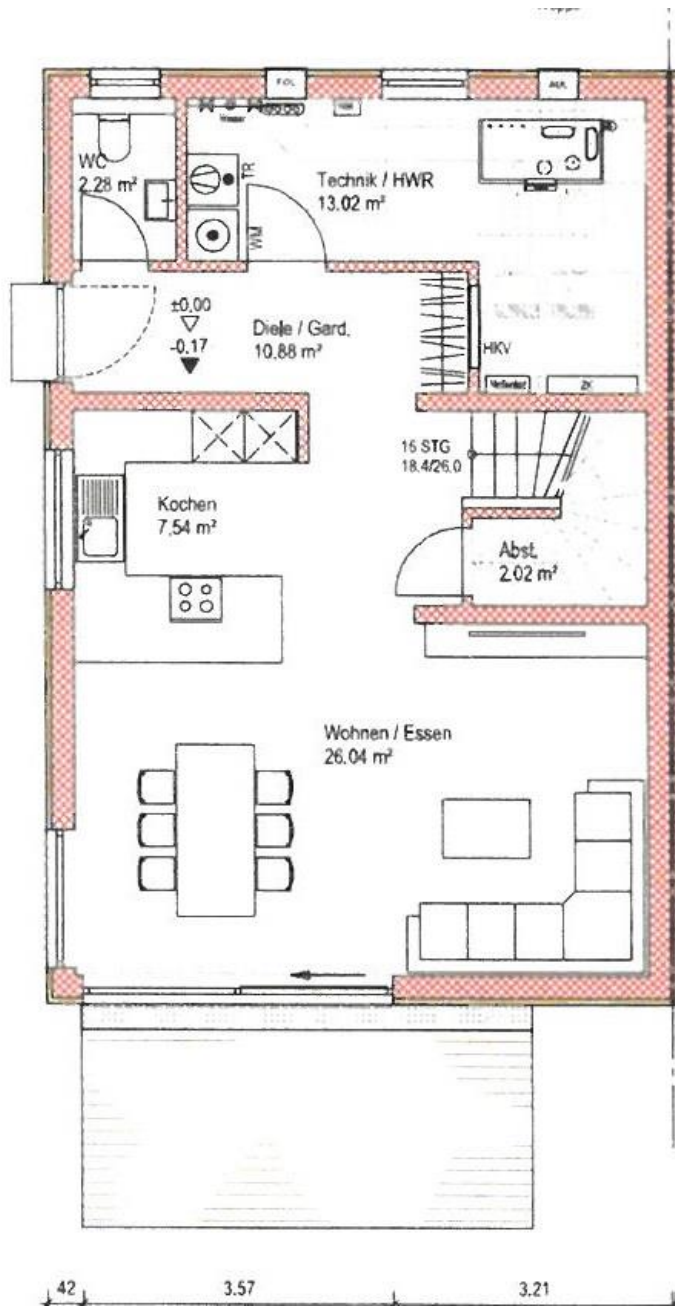 WC
2.28 m²
TR
WM
Technik / HWR
13.02 m²
±0,00
-0.17
Diele / Gard.
10.88 m²
HKV
ZK
16 STG
18.4/26.0
Kochen
7,54 m²
Abst.
2.02 m²
Wohnen / Essen
26.04 m²
42 3.57 3.21